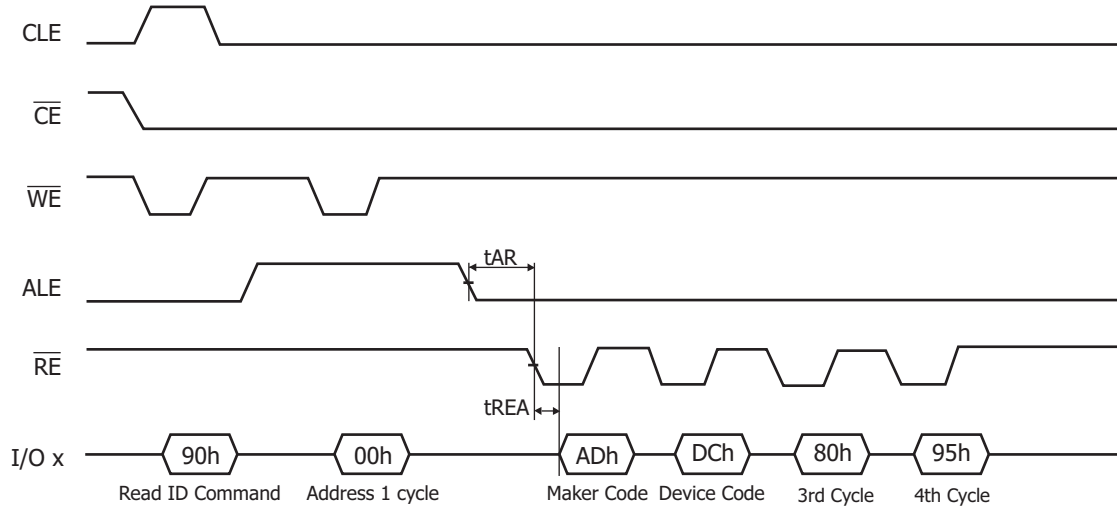 CLE
CE
WE
ALE
tAR
RE
tREA
I/O x
90h
00h
ADh
DCh
80h
95h
Read ID Command
Address 1 cycle
Maker Code
Device Code
3rd Cycle
4th Cycle